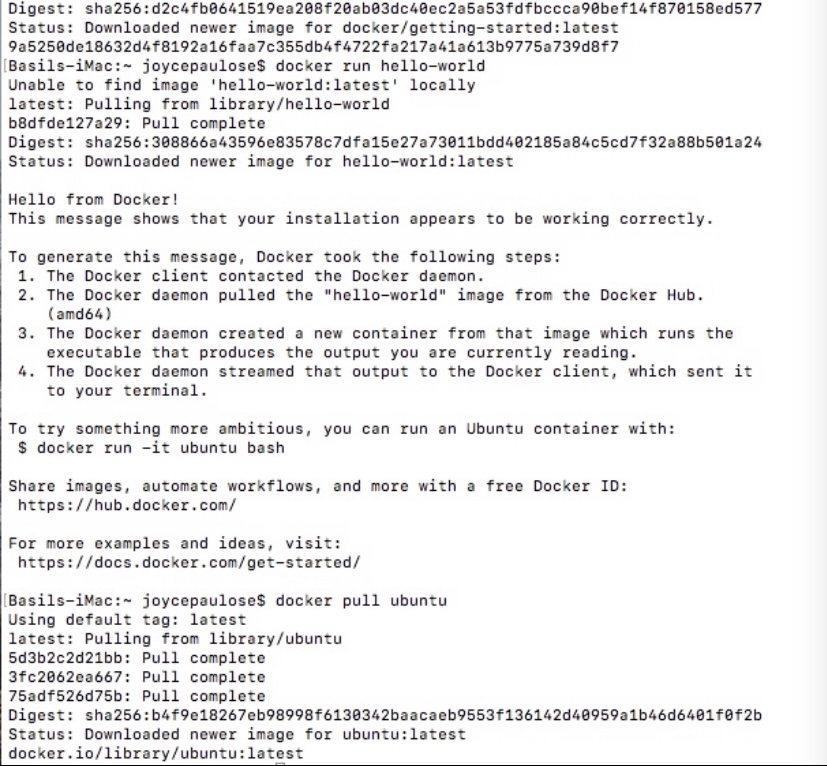 Digest: sha256:d2c4fb0641519ea208f20ab03dc40ec2a5a53fdfbccca90bef14f870158ed577
Status: Downloaded newer image for docker/getting-started:latest
9a5250de18632d4f8192a16faa7c355db4f4722fa217a41a613b9775a739d8f7
[Basils-iMac:~ joycepaulose$ docker run hello-world
Unable to find image 'hello-world:latest' locally
latest: Pulling from library/hello-world
b8dfde127a29: Pull complete
Digest: sha256:308866a43596e83578c7dfa15e27a73011bdd402185a84c5cd7f32a88b501a24
Status: Downloaded newer image for hello-world:latest
Hello from Docker!
This message shows that your installation appears to be working correctly.
To generate this message, Docker took the following steps:
1. The Docker client contacted the Docker daemon.
2. The Docker daemon pulled the "hello-world" image from the Docker Hub.
(amd64)
3. The Docker daemon created a new container from that image which runs the
executable that produces the output you are currently reading.
4. The Docker daemon streamed that output to the Docker client, which sent it
to your terminal.
To try something more ambitious, you can run an Ubuntu container with:
$ docker run -it ubuntu bash
Share images, automate workflows, and more with a free Docker ID:
https://hub.docker.com/
For more examples and ideas, visit:
https://docs.docker.com/get-started/
[Basils-iMac:~ joycepaulose$ docker pull ubuntu
Using default tag: latest
latest: Pulling from library/ubuntu
5d3b2c2d21bb: Pull complete
3fc2062ea667: Pull complete
75adf526d75b: Pull complete
Digest: sha256:b4f9e18267eb98998f6130342baacaeb9553f136142d40959a1b46d6401f0f2b
Status: Downloaded newer image for ubuntu:latest
docker.io/library/ubuntu:latest